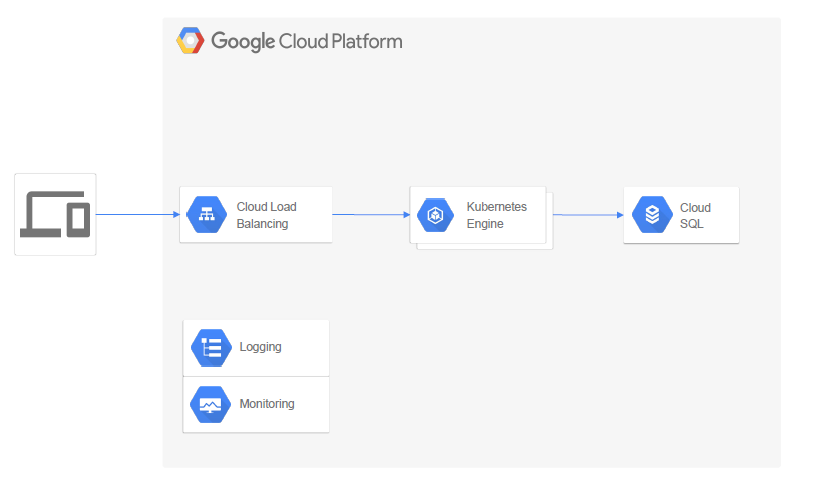 Google Cloud Platform
Cloud Load
Balancing
Kubernetes
Engine
Cloud
SQL
Logging
Monitoring